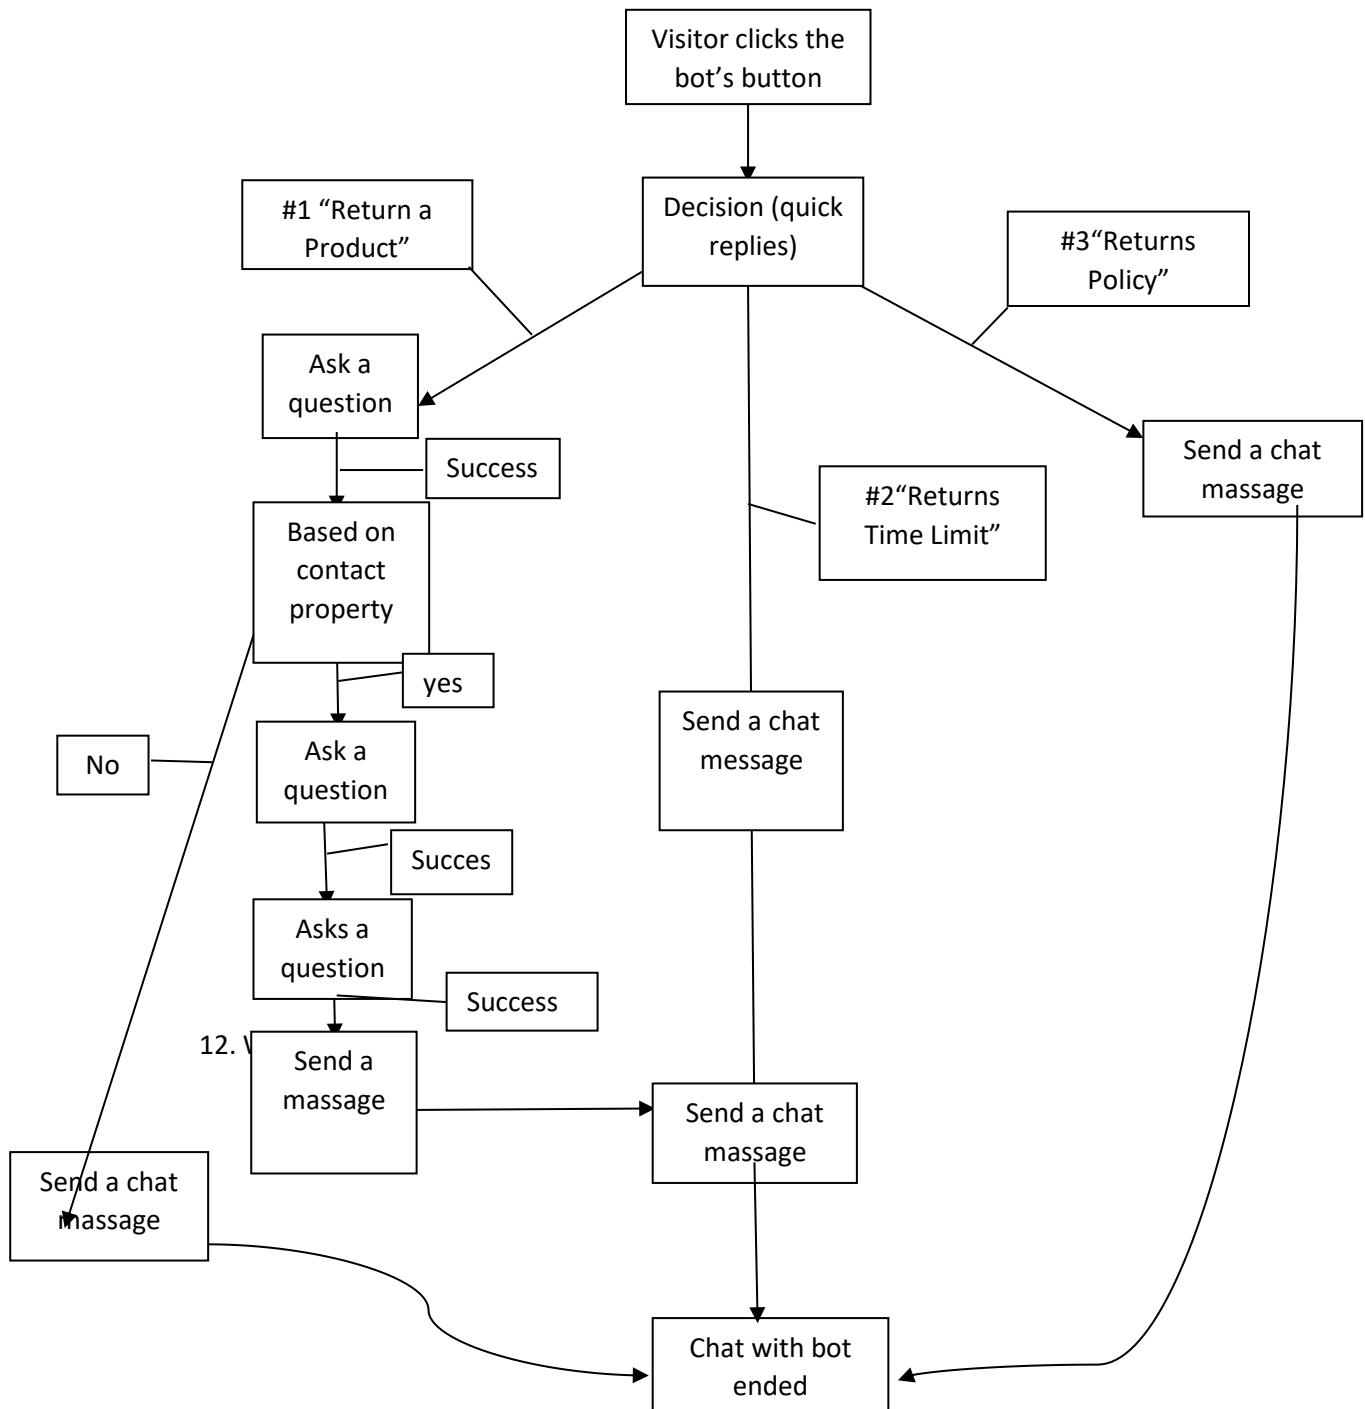 Visitor clicks the
bot’s button
Decision (quick
replies)
#1 “Return a
Product”
#3“Returns
Policy”
Ask a
question
Success
Send a chat
massage
#2“Returns
Time Limit”
Based on
contact
property
yes
Send a chat
message
No
Ask a
question
Succes
Asks a
question
Success
12.
Send a
massage
Send a chat
massage
Send a chat
massage
Chat with bot
ended